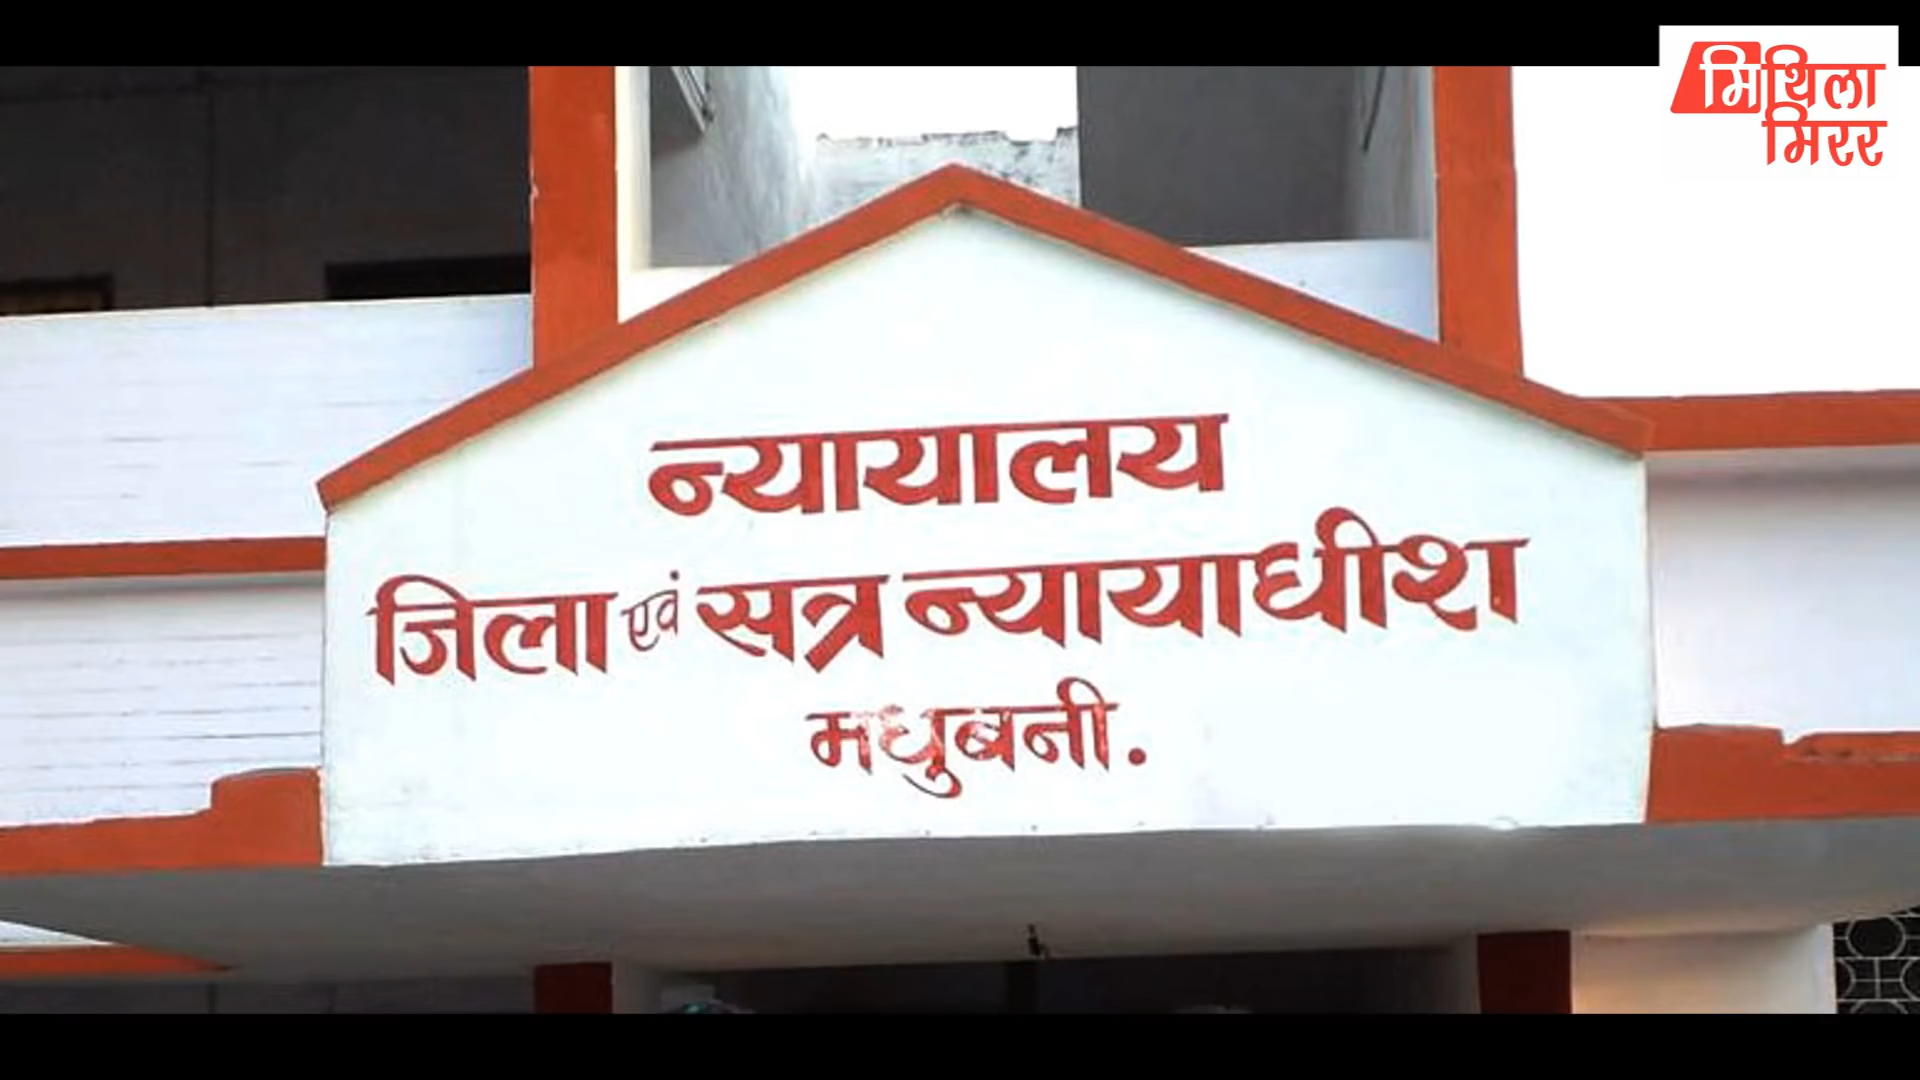 मिथिला
मिरर
न्यायालय
जिला एवं सत्र न्यायाधीश
मधुबनी.